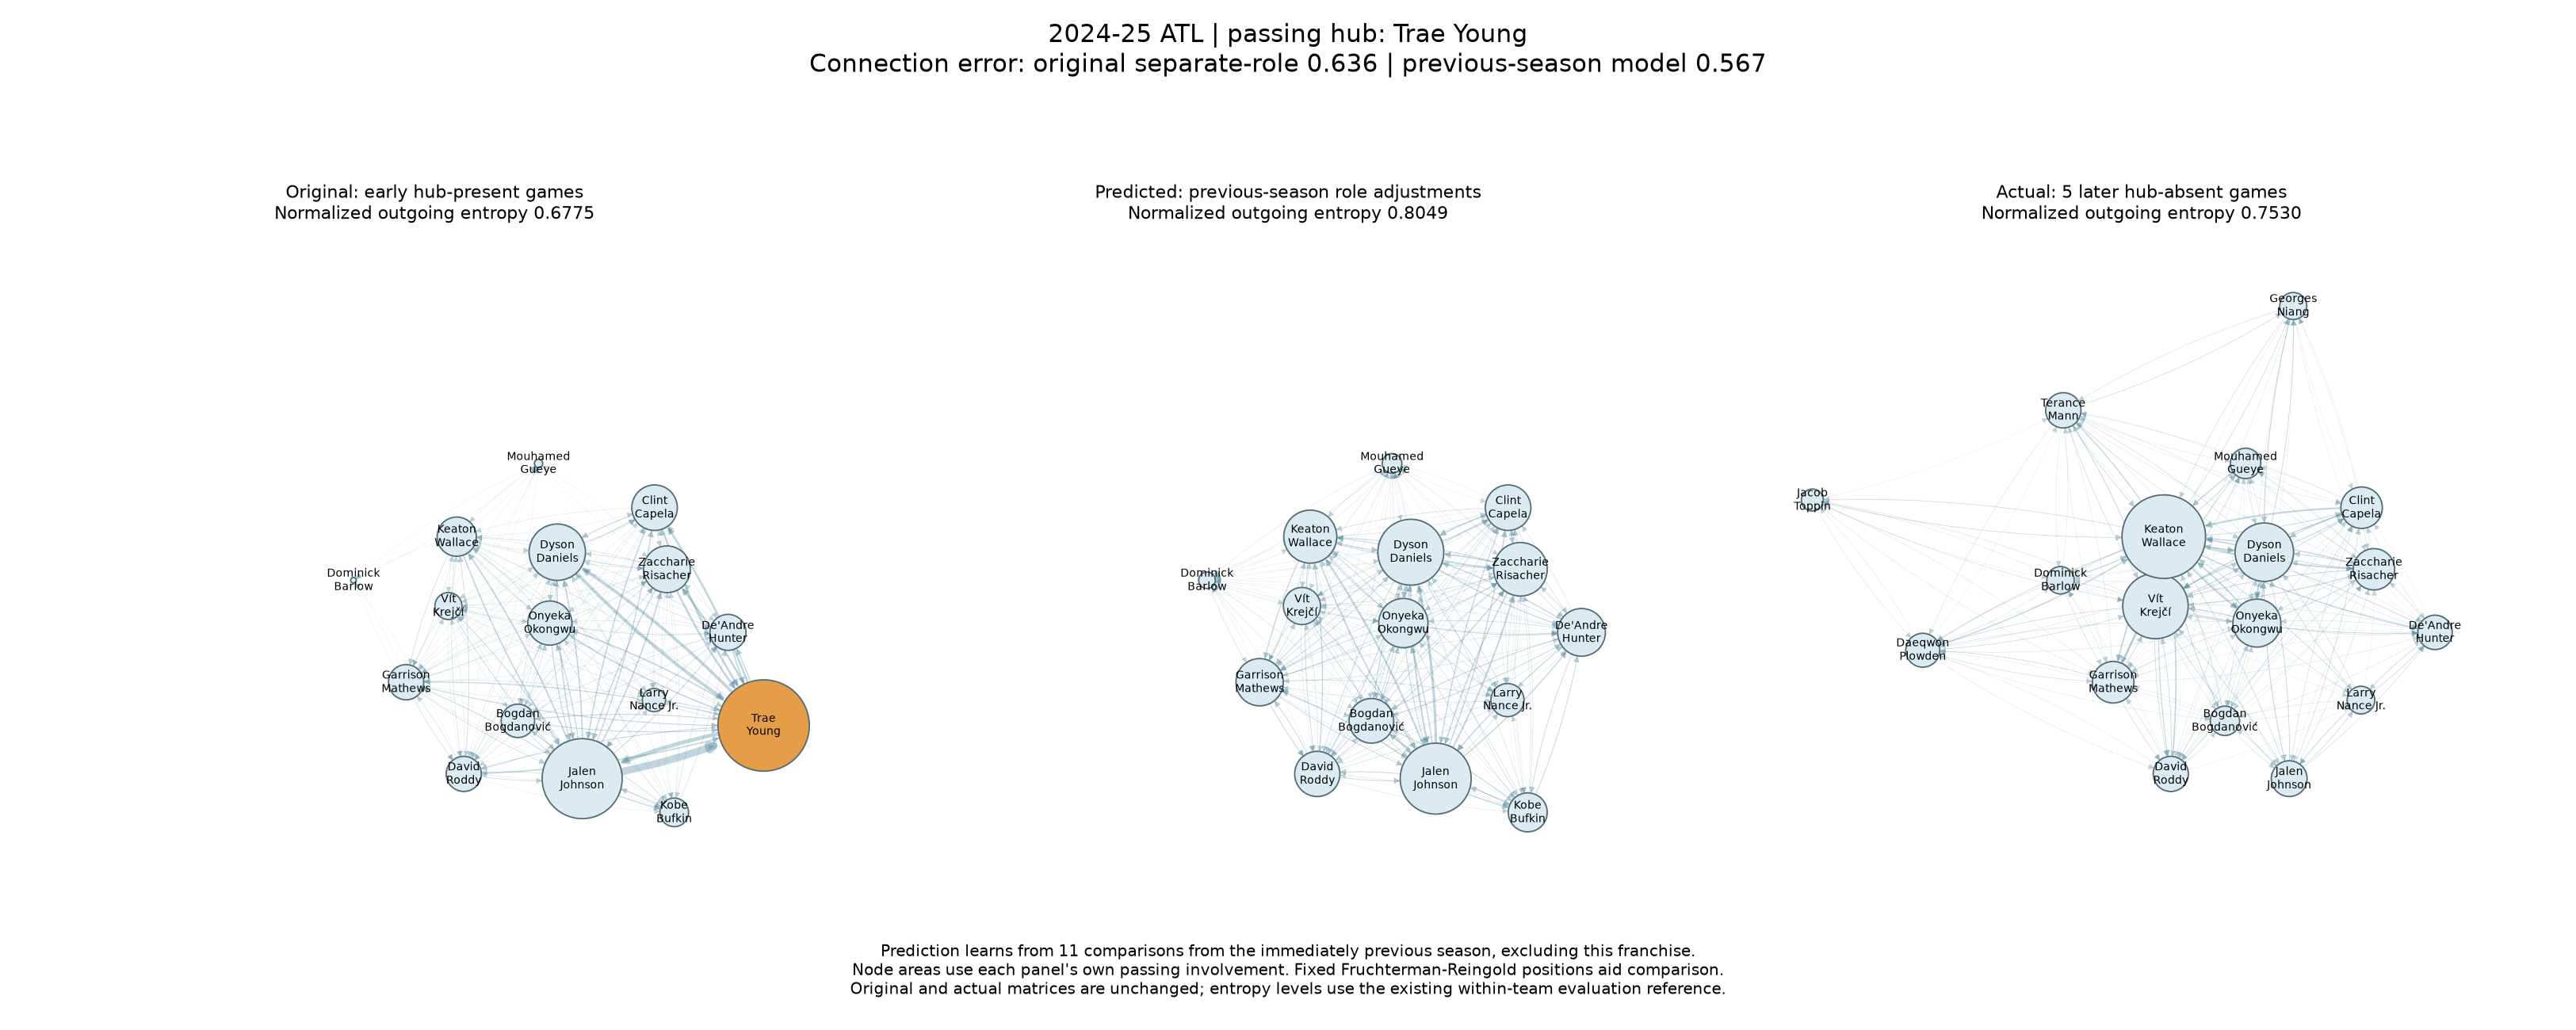 2024-25 ATL | passing hub: Trae Young
Connection error: original separate-role 0.636 | previous-season model 0.567
Original: early hub-present games
Normalized outgoing entropy 0.6775
Mouhamed
Gueye
Clint
Capela
Keaton
Wallace
Dyson
Daniels
Zaccharie
Risacher
Dominick
Barlow
Vít
Krejčí
Onyeka
Okongwu
De'Andre
Hunter
Garrison
Mathews
Larry
Nance Jr.
Bogdan
Bogdanović
Trae
Young
David
Roddy
Jalen
Johnson
Kobe
Bufkin
Predicted: previous-season role adjustments
Normalized outgoing entropy 0.8049
Mouhamed
Gueye
Clint
Capela
Keaton
Wallace
Dyson
Daniels
Zaccharie
Risacher
Dominick
Barlow
Vít
Krejčí
Onyeka
Okongwu
De'Andre
Hunter
Garrison
Mathews
Larry
Nance Jr.
Bogdan
Bogdanović
David
Roddy
Jalen
Johnson
Kobe
Bufkin
Actual: 5 later hub-absent games
Normalized outgoing entropy 0.7530
Georges
Niang
Terance
Mann
Mouhamed
Gueye
Jacob
Toppin
Clint
Capela
Keaton
Wallace
Dyson
Daniels
Zaccharie
Risacher
Dominick
Barlow
Vít
Krejčí
Onyeka
Okongwu
De'Andre
Hunter
Daeqwon
Plowden
Garrison
Mathews
Larry
Nance Jr.
Bogdan
Bogdanović
David
Roddy
Jalen
Johnson
Prediction learns from 11 comparisons from the immediately previous season, excluding this franchise.
Node areas use each panel's own passing involvement. Fixed Fruchterman-Reingold positions aid comparison.
Original and actual matrices are unchanged; entropy levels use the existing within-team evaluation reference.